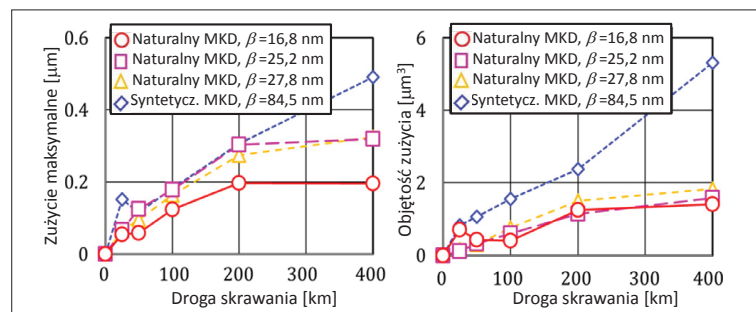 0.6
0.4
0.2
0
Zużycie maksymalne [µm]
Naturalny MKD, β=16,8 nm
Naturalny MKD, β=25,2 nm
Naturalny MKD, β=27,8 nm
Syntetycz. MKD, β=84,5 nm
0 100 200 300 400
Droga skrawania [km]
6
4
2
0
Objętość zużycia [µm³]
Naturalny MKD, β=16,8 nm
Naturalny MKD, β=25,2 nm
Naturalny MKD, β=27,8 nm
Syntetycz. MKD, β=84,5 nm
0 100 200 300 400
Droga skrawania [km]